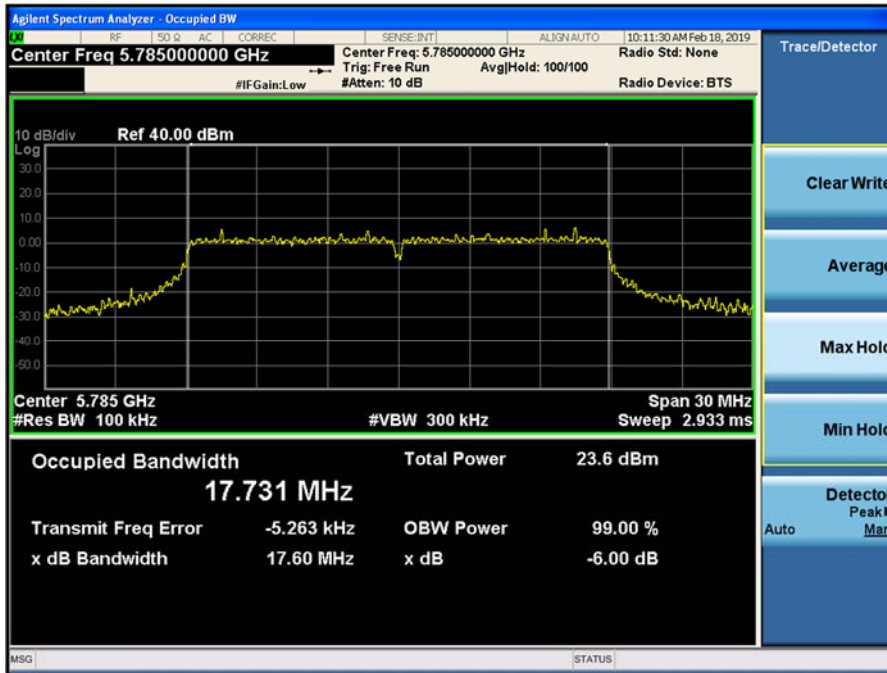 Agilent Spectrum Analyzer - Occupied BW
LXI RF 50 Ω AC CORREC SENSE:INT ALIGN AUTO 10:11:30 AM Feb 18, 2019
Center Freq 5.785000000 GHz
Center Freq: 5.785000000 GHz
Radio Std: None
Trig: Free Run
Avg|Hold: 100/100
#IFGain:Low
#Atten: 10 dB
Radio Device: BTS
10 dB/div Ref 40.00 dBm
Log
30.0
20.0
10.0
0.00
-10.0
-20.0
-30.0
-40.0
-50.0
Center 5.785 GHz Span 30 MHz
#Res BW 100 kHz #VBW 300 kHz Sweep 2.933 ms
Occupied Bandwidth Total Power 23.6 dBm
17.731 MHz
Transmit Freq Error -5.263 kHz OBW Power 99.00 %
x dB Bandwidth 17.60 MHz x dB -6.00 dB
MSG STATUS
Trace/Detector
Clear Write
Average
Max Hold
Min Hold
Detector
Peak
Auto Man